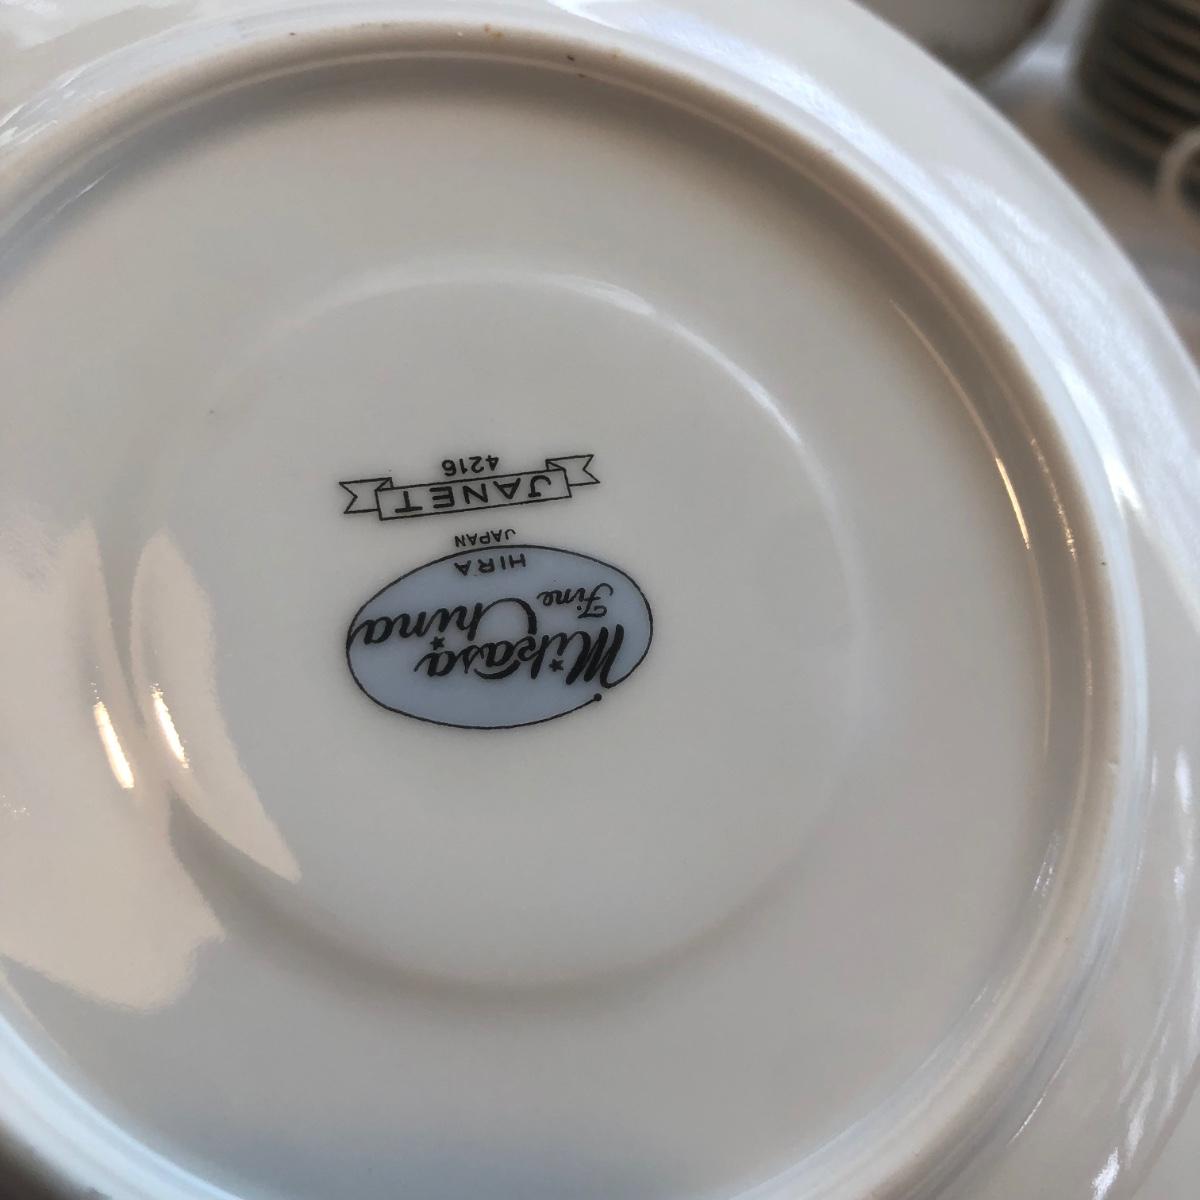 Mikasa
Fine China
HIRA
JAPAN
JANET
4216